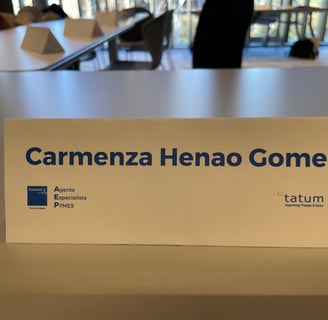 Carmenza Henao Gome
Agente
Especialista
PYMES
tatum